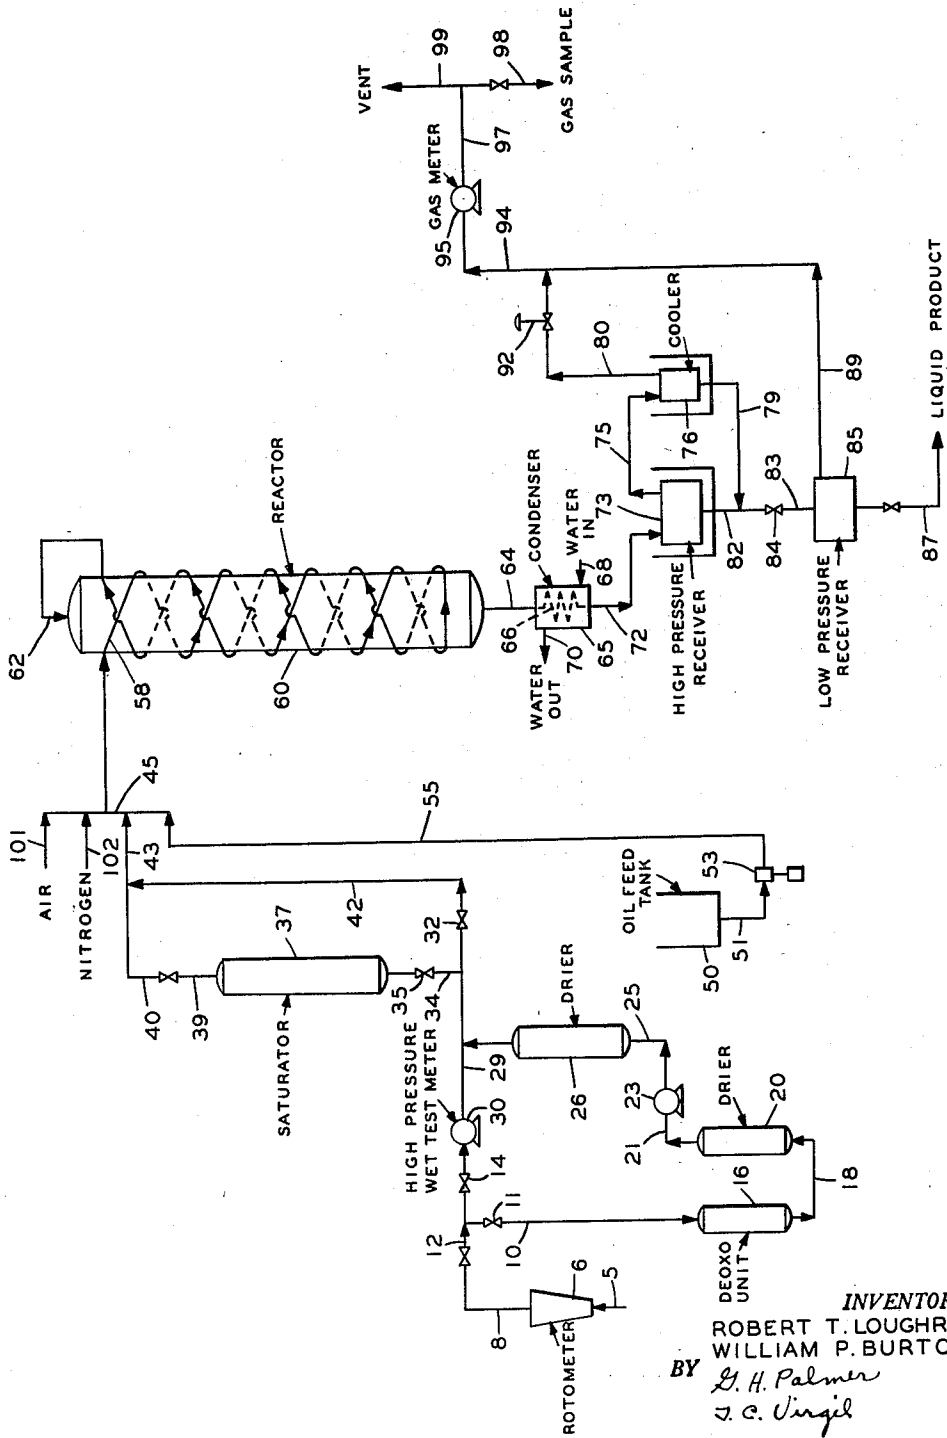 VENT
99
98
GAS SAMPLE
97
GAS METER
95
94
92
80
COOLER
75
76
79
89
62
REACTOR
58
60
64
CONDENSER
WATER
IN
66
68
70
65
72
WATER
OUT
73
HIGH PRESSURE
RECEIVER
82
84
83
85
LOW PRESSURE
RECEIVER
87
LIQUID PRODUCT
101
AIR
NITROGEN
102
43
45
55
42
OIL FEED
TANK
50
51
53
40
39
37
SATURATOR
35
34
32
HIGH PRESSURE
WET TEST METER
30
29
DRIER
26
25
23
21
DRIER
20
18
16
DEOXO
UNIT
14
11
12
10
8
6
5
ROTOMETER
INVENTOR
ROBERT T. LOUGHR
WILLIAM P. BURTO
BY
G. H. Palmer
T. C. Virgil